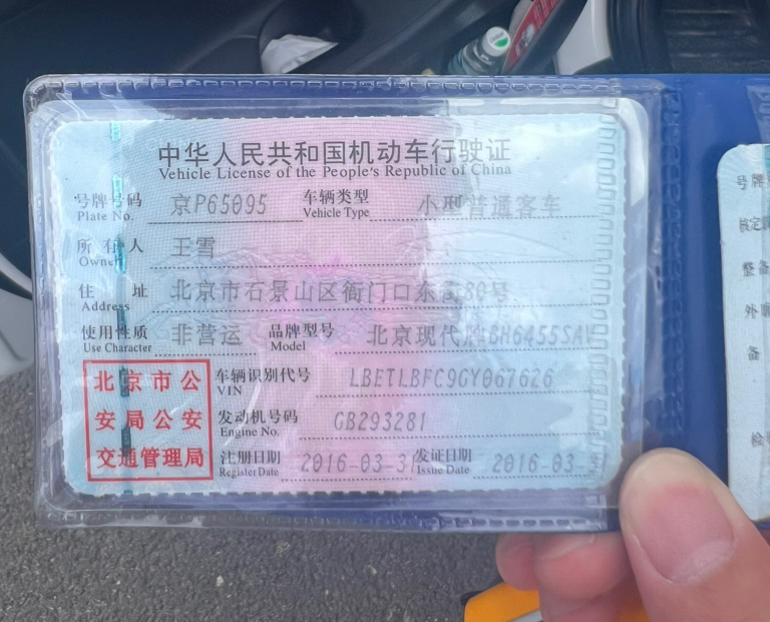 中华人民共和国机动车行驶证
Vehicle License of the People's Republic of China
号牌号码 京P65095 车辆类型 小型普通客车
Plate No. Vehicle Type
所有人 王雪
Owner
住址 北京市石景山区衙门口东街80号
Address
使用性质 非营运 品牌型号 北京现代牌BH6455SAV
Use Character Model
北京市公安局公安交通管理局
车辆识别代号 LBETLBFC9GY067626
VIN
发动机号码 GB293281
Engine No.
注册日期 2016-03-31 发证日期 2016-03-31
Register Date Issue Date
号牌
核定
整备
外
备
检